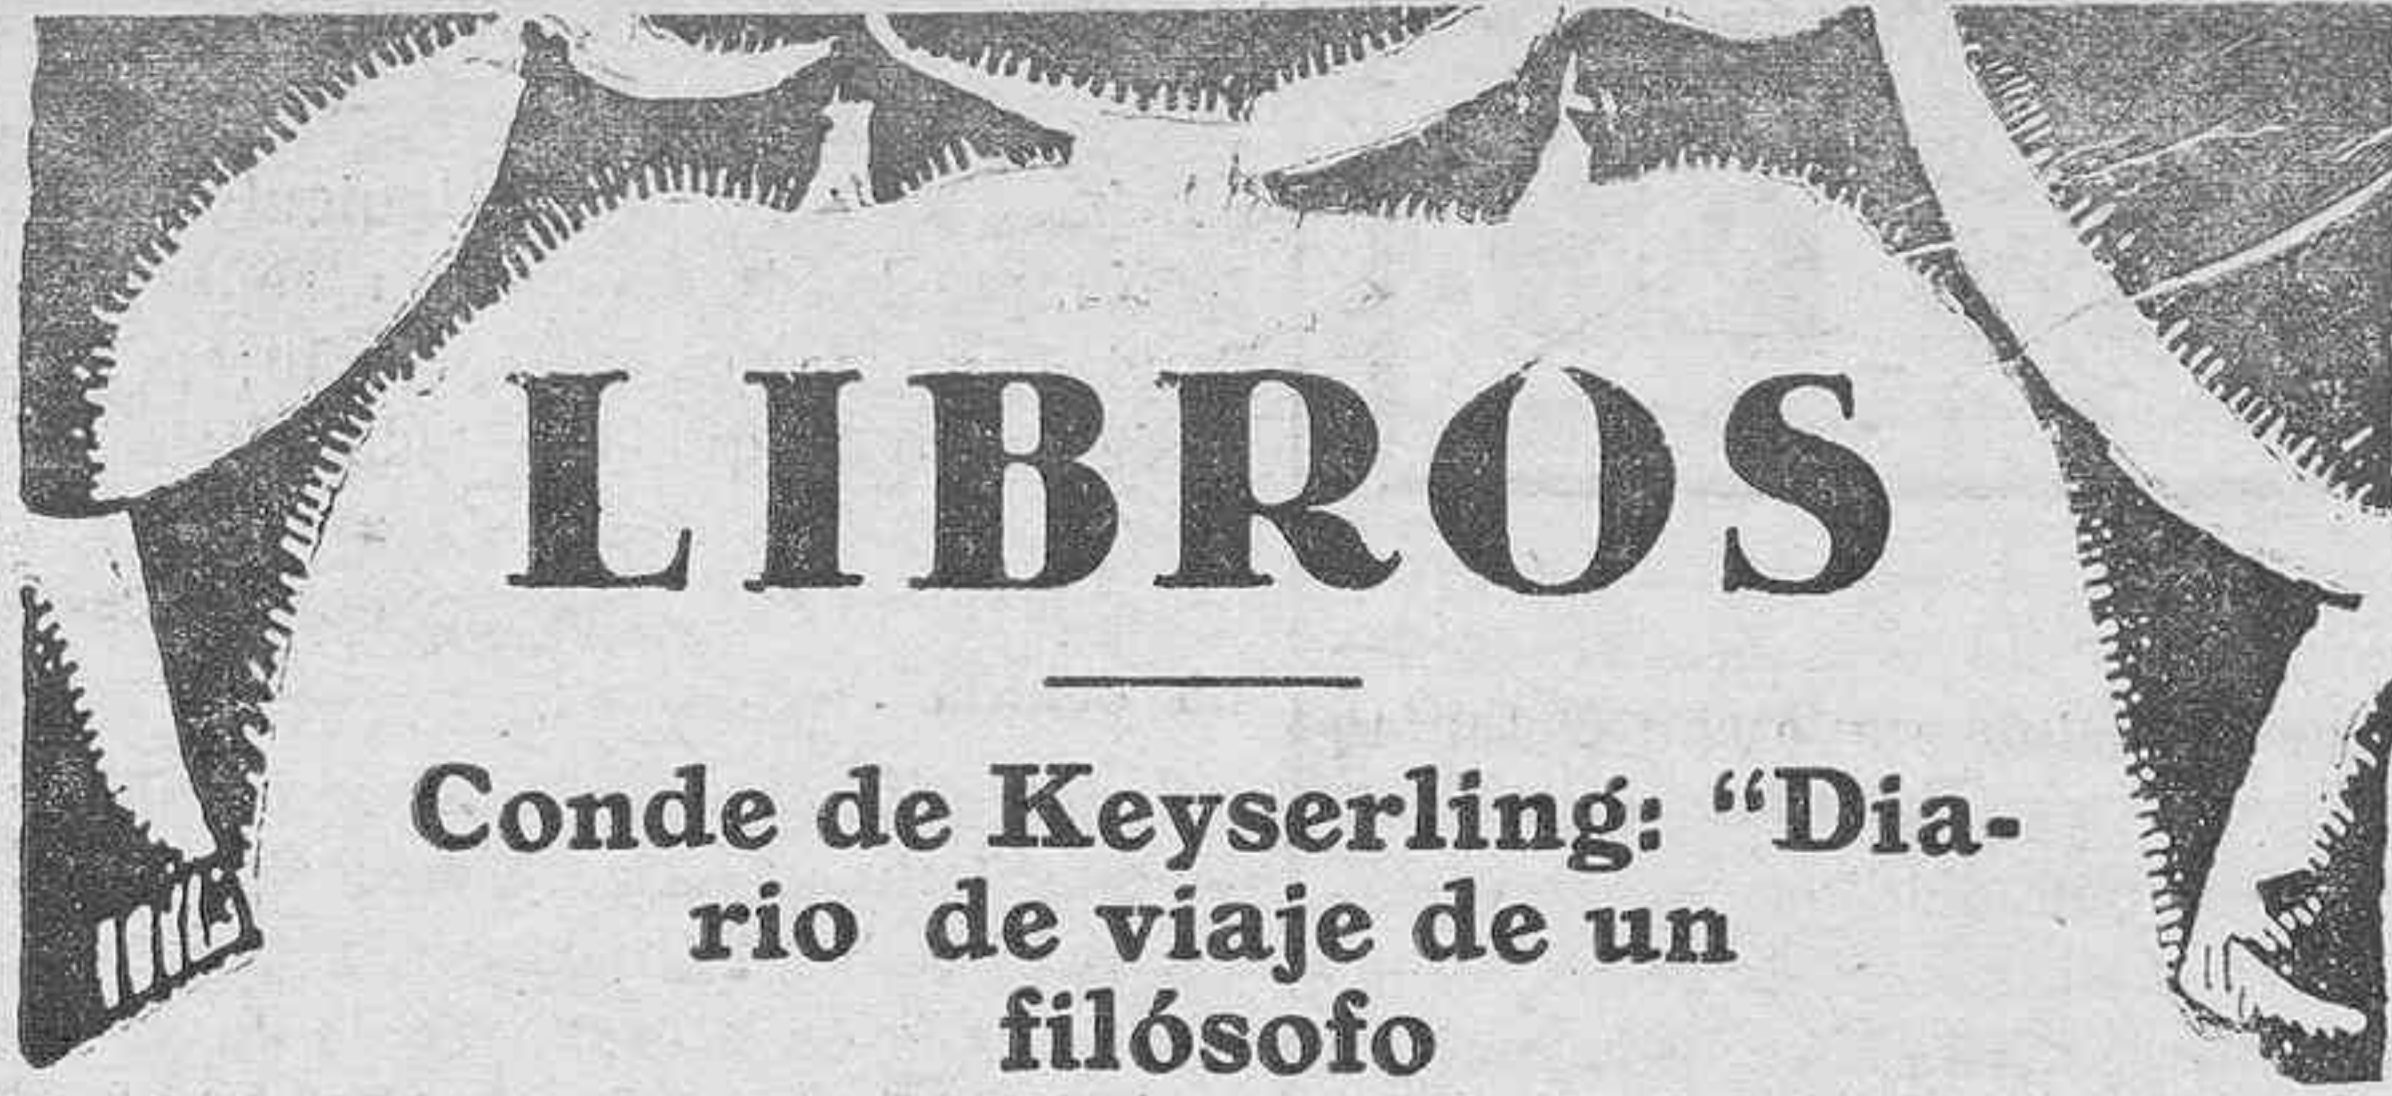 LIBROS
Conde de Keyserling: “Dia-
rio de viaje de un
filósofo